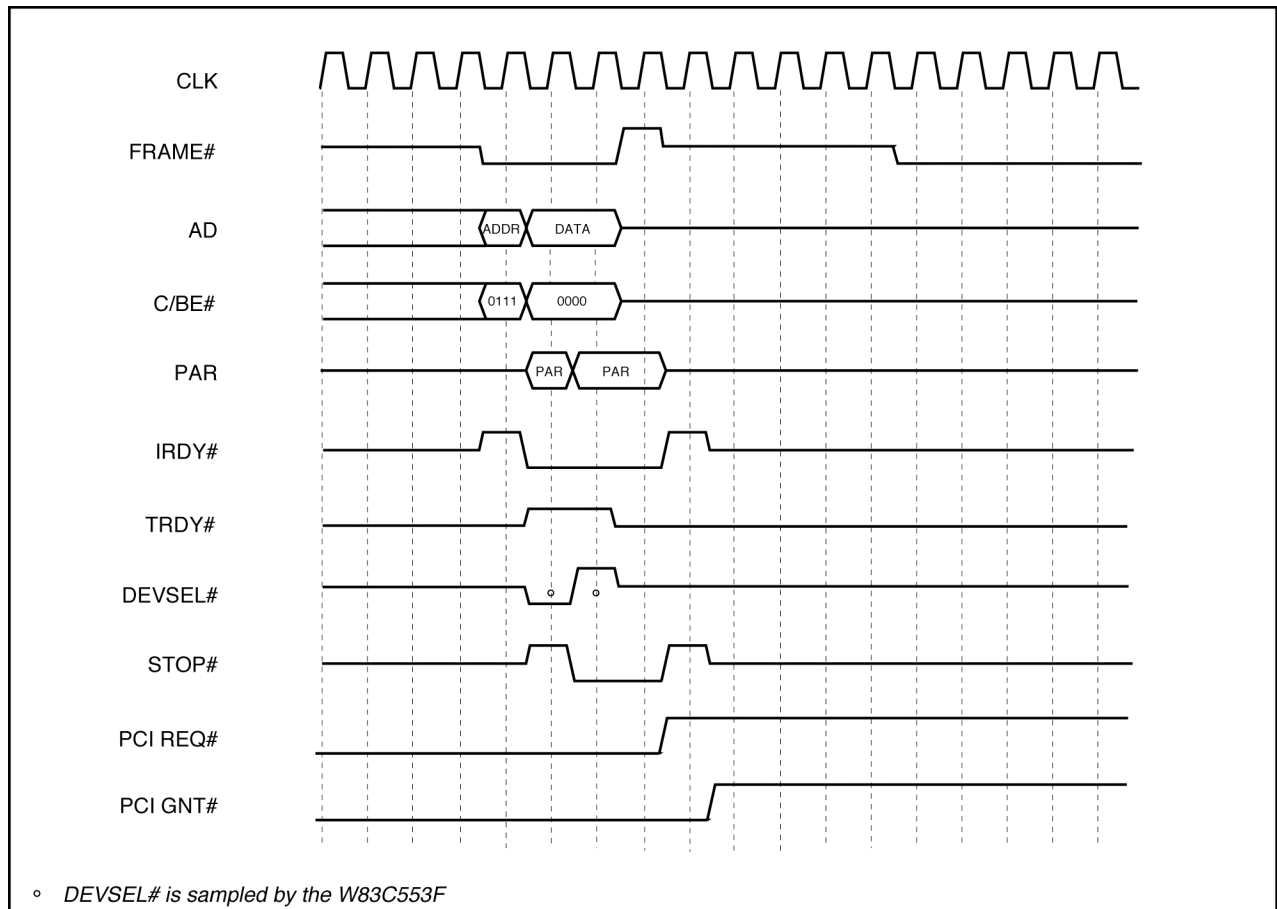 CLK
FRAME#
AD
ADDR DATA
C/BE#
0111 0000
PAR
PAR PAR
IRDY#
TRDY#
DEVSEL#
STOP#
PCI REQ#
PCI GNT#
° DEVSEL# is sampled by the W83C553F